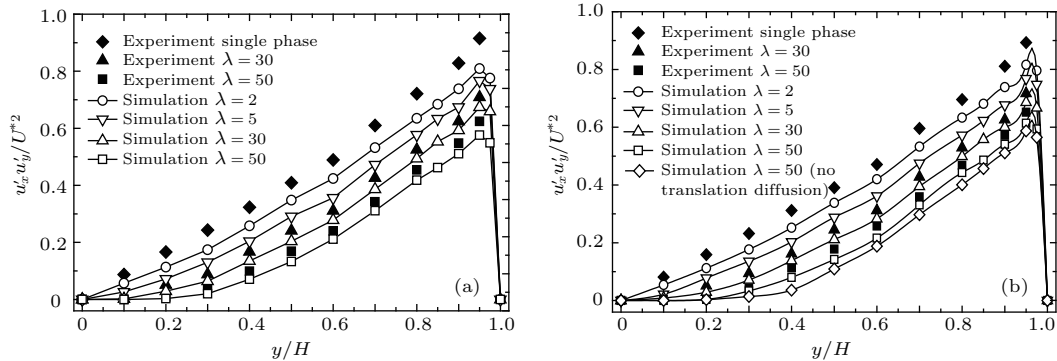 1.0
0.8
0.6
0.4
0.2
0
u′ₓu′ᵧ/U*²
◆ Experiment single phase
▲ Experiment λ = 30
■ Experiment λ = 50
Simulation λ = 2
Simulation λ = 5
Simulation λ = 30
Simulation λ = 50
(a)
0 0.2 0.4 0.6 0.8 1.0
y/H
1.0
0.8
0.6
0.4
0.2
0
u′ₓu′ᵧ/U*²
◆ Experiment single phase
▲ Experiment λ = 30
■ Experiment λ = 50
Simulation λ = 2
Simulation λ = 5
Simulation λ = 30
Simulation λ = 50
Simulation λ = 50 (no
translation diffusion)
(b)
0 0.2 0.4 0.6 0.8 1.0
y/H